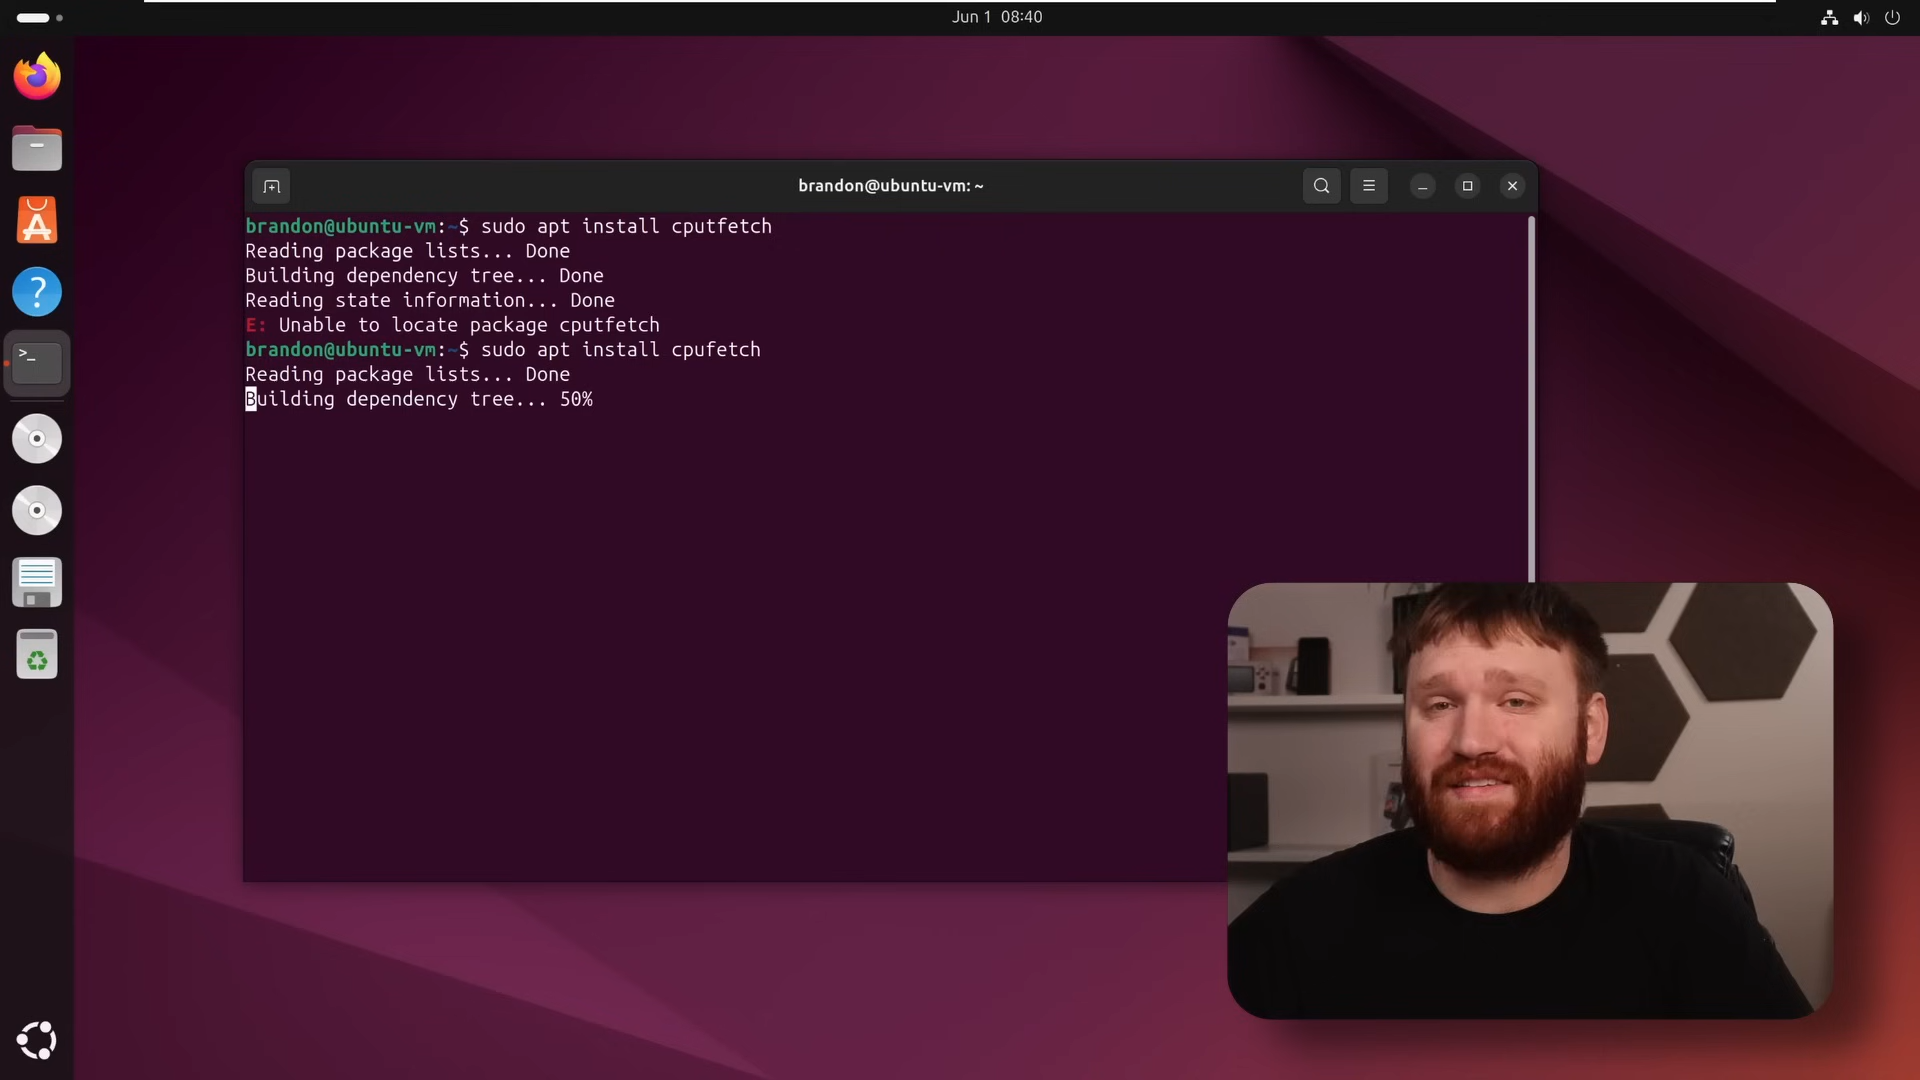 Jun 1 08:40
brandon@ubuntu-vm: ~
brandon@ubuntu-vm:~$ sudo apt install cputfetch
Reading package lists... Done
Building dependency tree... Done
Reading state information... Done
E: Unable to locate package cputfetch
brandon@ubuntu-vm:~$ sudo apt install cpufetch
Reading package lists... Done
Building dependency tree... 50%